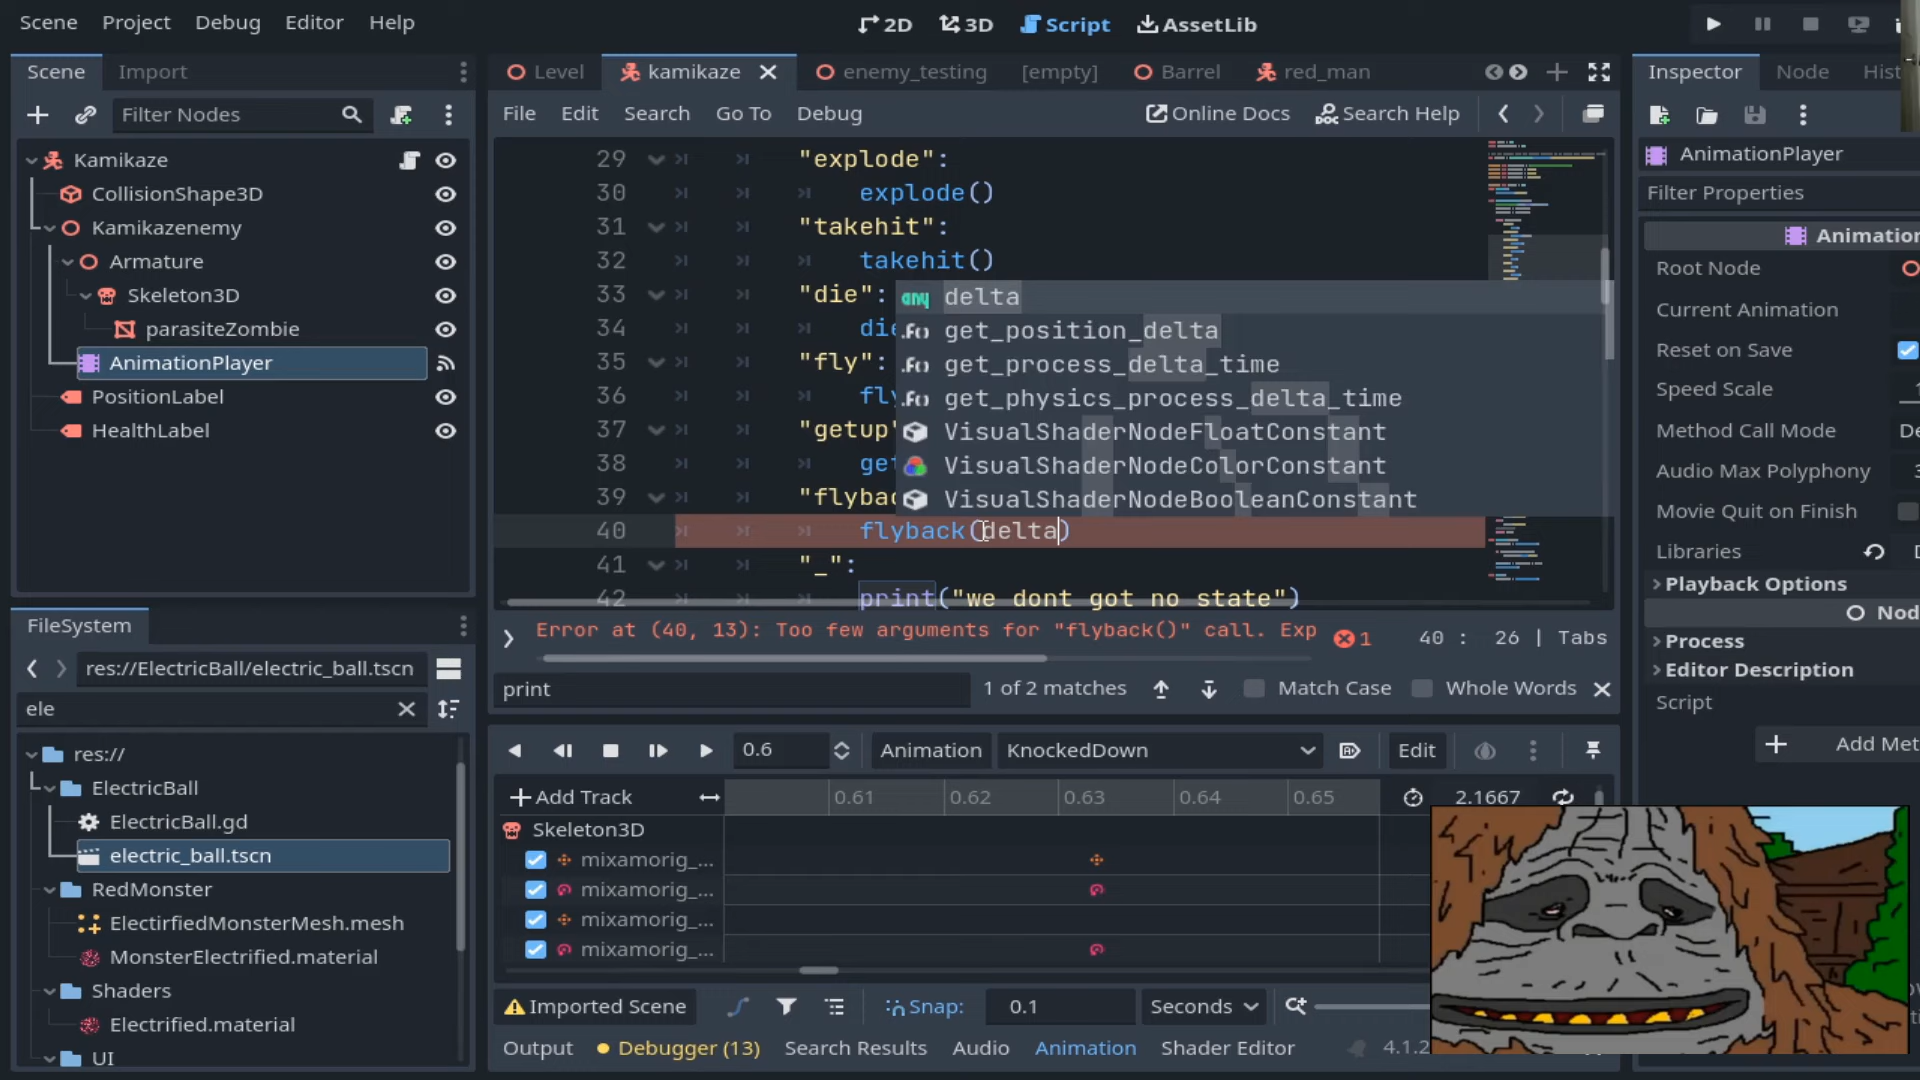 Scene Project Debug Editor Help
2D 3D Script AssetLib
Scene Import
Filter Nodes
Kamikaze
CollisionShape3D
Kamikazenemy
Armature
Skeleton3D
parasiteZombie
AnimationPlayer
PositionLabel
HealthLabel
FileSystem
res://ElectricBall/electric_ball.tscn
ele
res://
ElectricBall
ElectricBall.gd
electric_ball.tscn
RedMonster
ElectirfiedMonsterMesh.mesh
MonsterElectrified.material
Shaders
Electrified.material
UI
Level kamikaze enemy_testing [empty] Barrel red_man
File Edit Search Go To Debug Online Docs Search Help
29 "explode":
30 explode()
31 "takehit":
32 takehit()
33 "die":
34 die
35 "fly":
36 fly
37 "getup"
38 get
39 "flybac
40 flyback(delta)
41 "_":
42 print("we dont got no state")
delta
get_position_delta
get_process_delta_time
get_physics_process_delta_time
VisualShaderNodeFloatConstant
VisualShaderNodeColorConstant
VisualShaderNodeBooleanConstant
Error at (40, 13): Too few arguments for "flyback()" call. Exp 1 40 : 26 | Tabs
print 1 of 2 matches Match Case Whole Words
0.6 Animation KnockedDown Edit
Add Track 0.61 0.62 0.63 0.64 0.65 2.1667
Skeleton3D
mixamorig_...
mixamorig_...
mixamorig_...
mixamorig_...
Imported Scene Snap: 0.1 Seconds
Output Debugger (13) Search Results Audio Animation Shader Editor 4.1.2
Inspector Node Hist
AnimationPlayer
Filter Properties
Animation
Root Node
Current Animation
Reset on Save
Speed Scale
Method Call Mode De
Audio Max Polyphony
Movie Quit on Finish
Libraries
Playback Options
Nod
Process
Editor Description
Script
Add Met